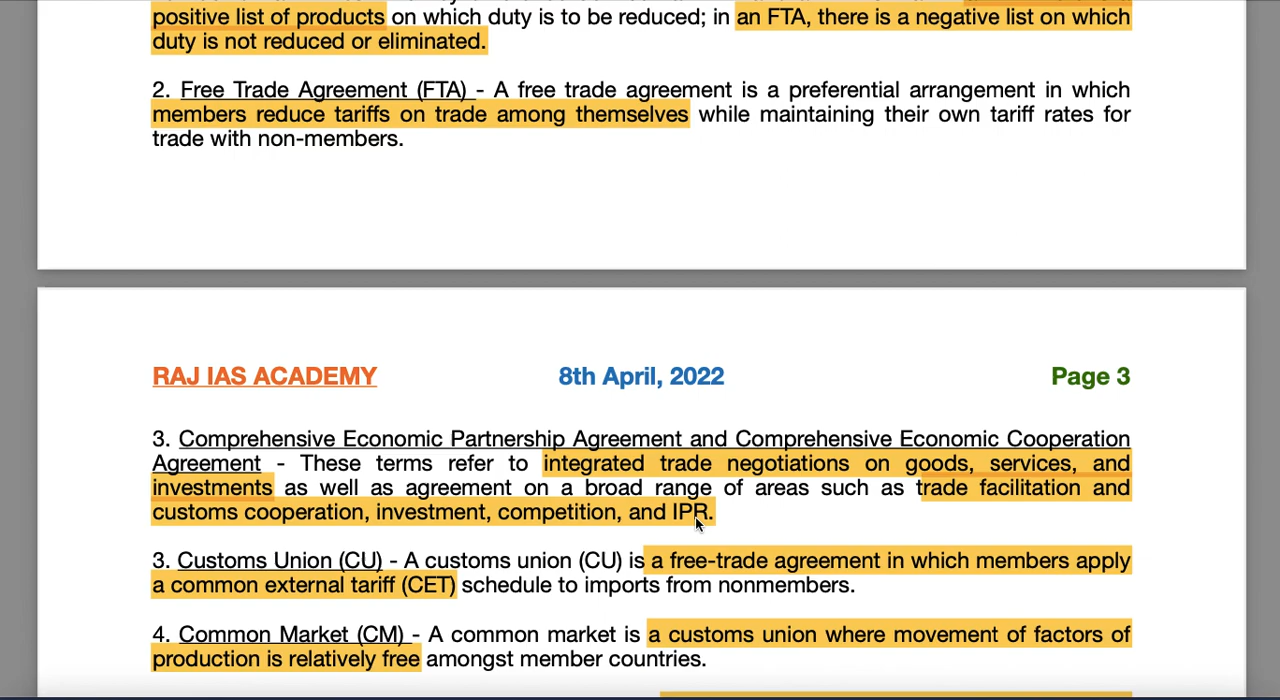 positive list of products on which duty is to be reduced; in an FTA, there is a negative list on which
duty is not reduced or eliminated.
2. Free Trade Agreement (FTA) - A free trade agreement is a preferential arrangement in which
members reduce tariffs on trade among themselves while maintaining their own tariff rates for
trade with non-members.
RAJ IAS ACADEMY 8th April, 2022 Page 3
3. Comprehensive Economic Partnership Agreement and Comprehensive Economic Cooperation
Agreement - These terms refer to integrated trade negotiations on goods, services, and
investments as well as agreement on a broad range of areas such as trade facilitation and
customs cooperation, investment, competition, and IPR.
3. Customs Union (CU) - A customs union (CU) is a free-trade agreement in which members apply
a common external tariff (CET) schedule to imports from nonmembers.
4. Common Market (CM) - A common market is a customs union where movement of factors of
production is relatively free amongst member countries.